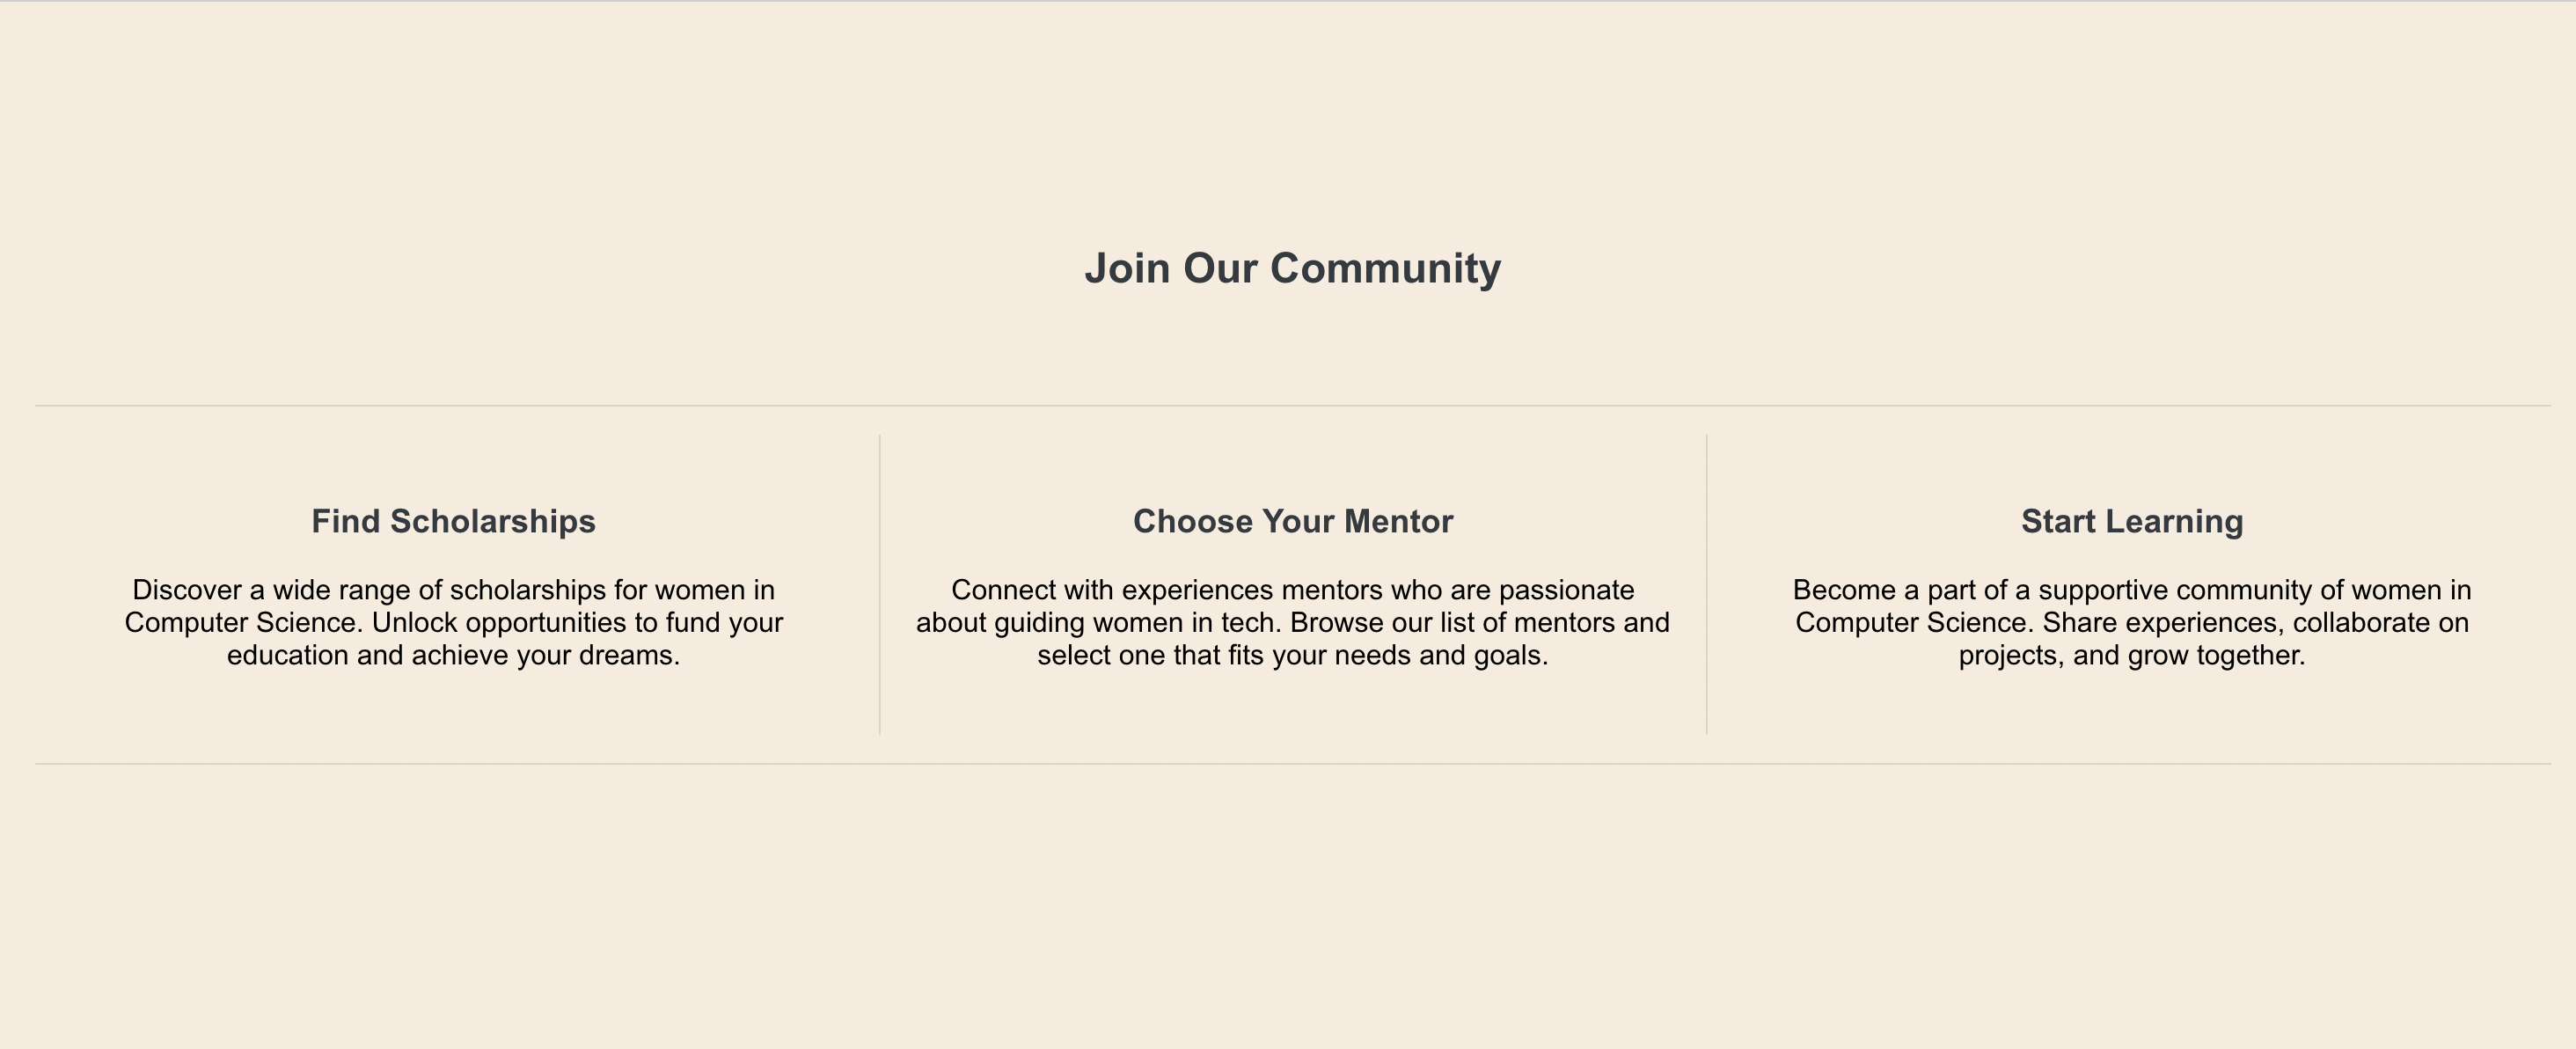 Join Our Community
Find Scholarships
Discover a wide range of scholarships for women in
Computer Science. Unlock opportunities to fund your
education and achieve your dreams.
Choose Your Mentor
Connect with experiences mentors who are passionate
about guiding women in tech. Browse our list of mentors and
select one that fits your needs and goals.
Start Learning
Become a part of a supportive community of women in
Computer Science. Share experiences, collaborate on
projects, and grow together.